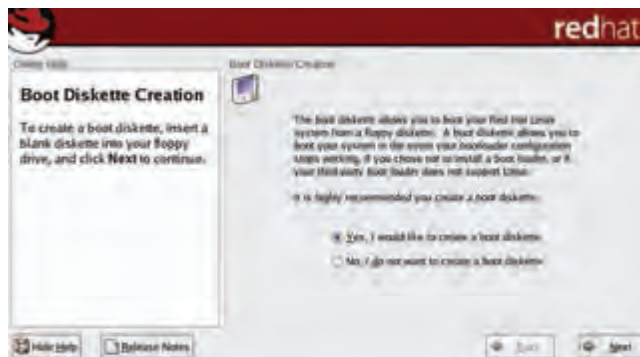 redhat
Online Help
Boot Diskette Creation
Boot Diskette Creation
To create a boot diskette, insert a
blank diskette into your floppy
drive, and click Next to continue.
The boot diskette allows you to boot your Red Hat Linux
system from a floppy diskette. A boot diskette allows you to
boot your system in the event your bootloader configuration
stops working, if you chose not to install a boot loader, or if
your third-party boot loader does not support Linux.
It is highly recommended you create a boot diskette.
Yes, I would like to create a boot diskette
No, I do not want to create a boot diskette
Hide Help
Release Notes
Back
Next